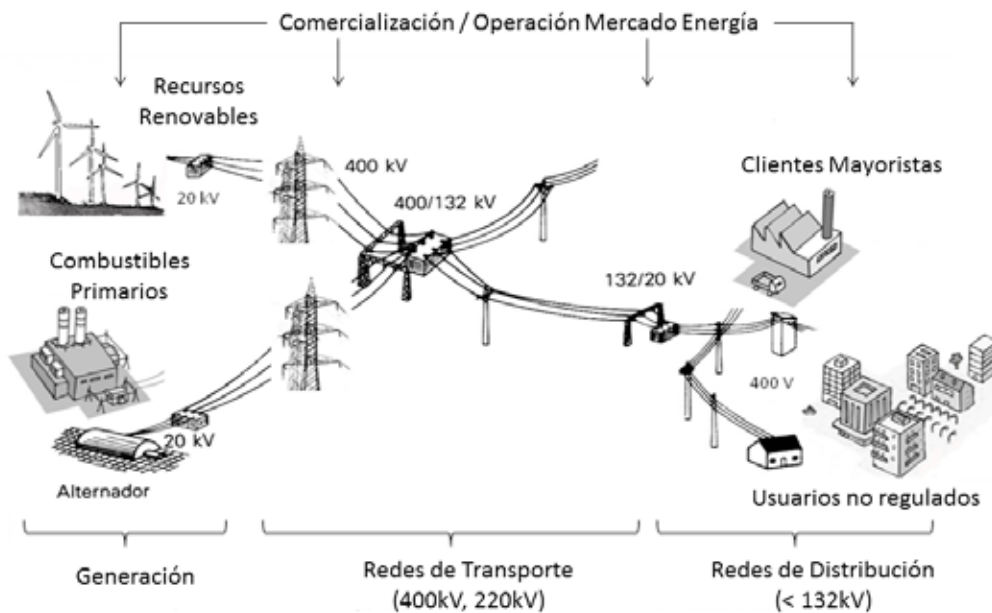 Comercialización / Operación Mercado Energía
Recursos
Renovables
20 kV
400 kV
400/132 kV
Clientes Mayoristas
Combustibles
Primarios
132/20 kV
400 V
20 kV
Alternador
Usuarios no regulados
Generación
Redes de Transporte
(400kV, 220kV)
Redes de Distribución
(< 132kV)